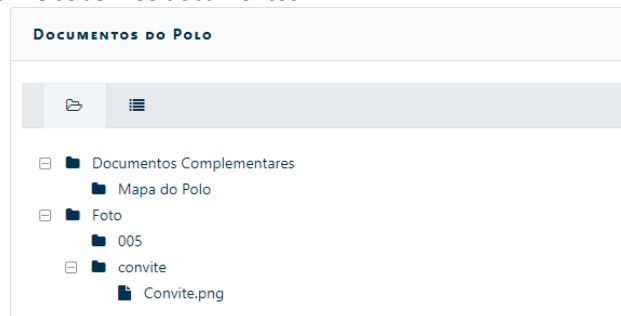 Documentos do Polo
Documentos Complementares
Mapa do Polo
Foto
005
convite
Convite.png